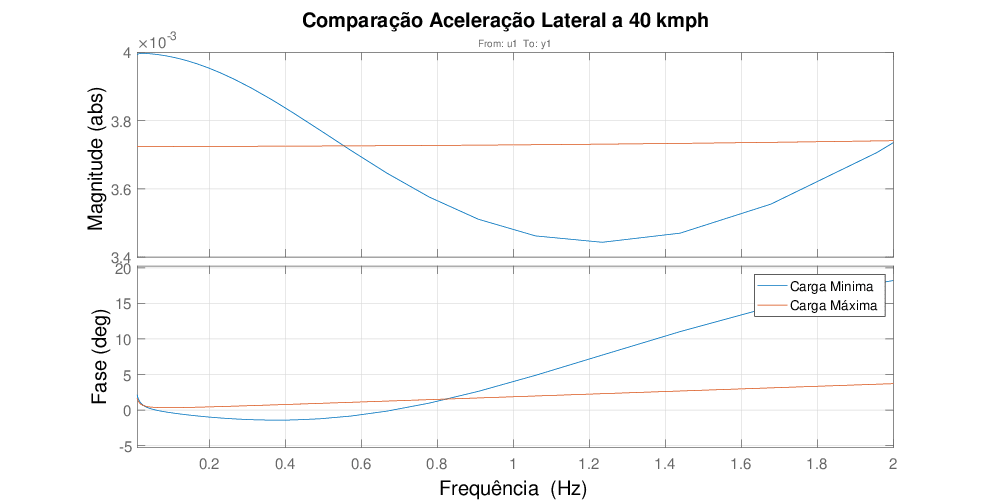 Comparação Aceleração Lateral a 40 kmph
From: u1 To: y1
×10⁻³
4
3.8
3.6
3.4
Magnitude (abs)
20
15
10
5
0
-5
Fase (deg)
Carga Minima
Carga Máxima
0.2 0.4 0.6 0.8 1 1.2 1.4 1.6 1.8 2
Frequência (Hz)